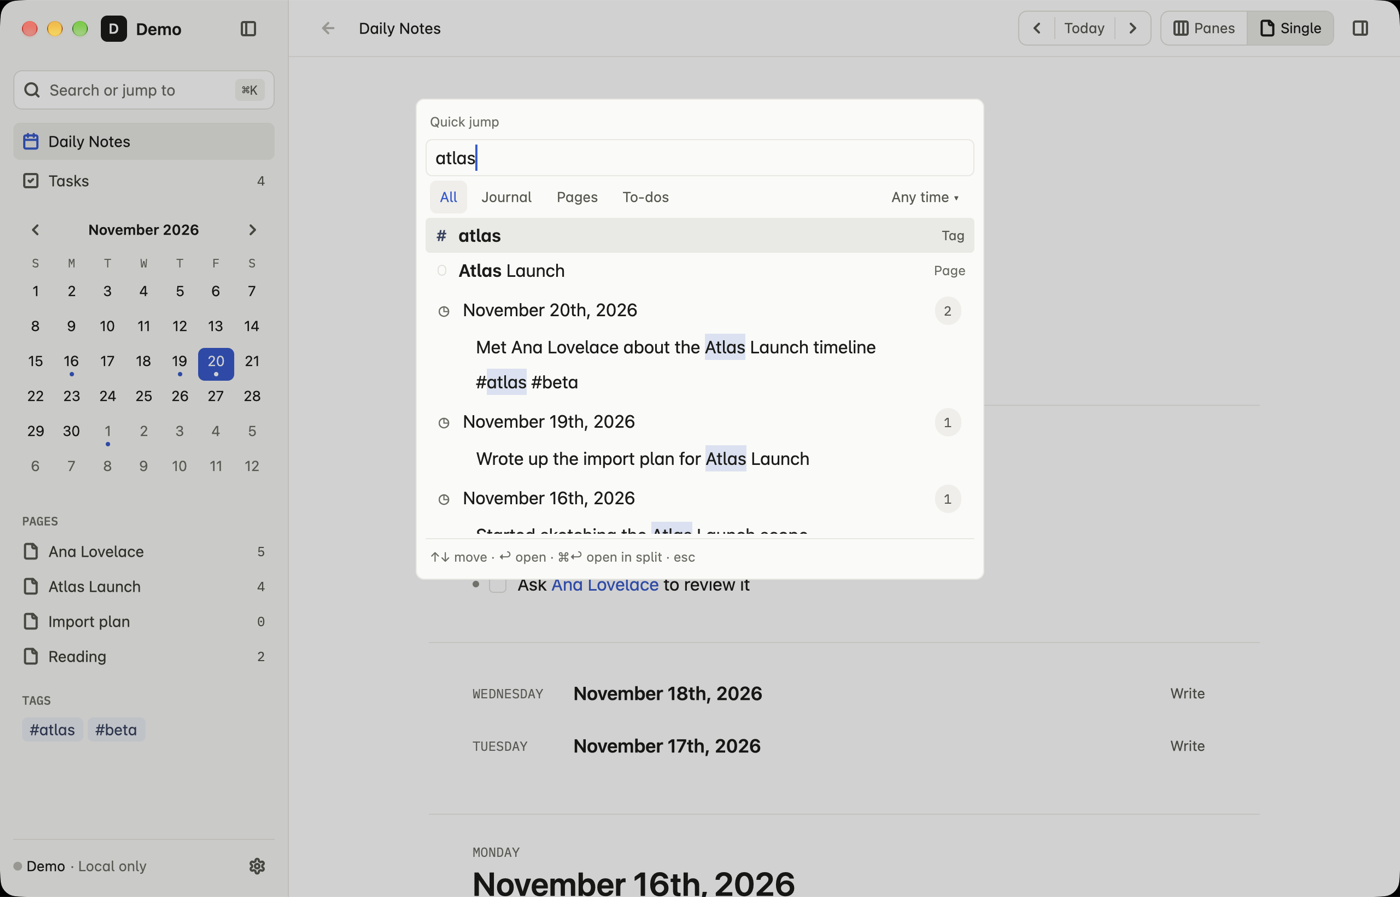 D Demo
Search or jump to ⌘K
Daily Notes
Tasks 4
November 2026
S M T W T F S
1 2 3 4 5 6 7
8 9 10 11 12 13 14
15 16 17 18 19 20 21
22 23 24 25 26 27 28
29 30 1 2 3 4 5
6 7 8 9 10 11 12
PAGES
Ana Lovelace 5
Atlas Launch 4
Import plan 0
Reading 2
TAGS
#atlas #beta
Demo · Local only
← Daily Notes
Today
Panes
Single
Quick jump
atlas
All Journal Pages To-dos Any time ▾
# atlas Tag
Atlas Launch Page
November 20th, 2026 2
Met Ana Lovelace about the Atlas Launch timeline
#atlas #beta
November 19th, 2026 1
Wrote up the import plan for Atlas Launch
November 16th, 2026 1
Started sketching the Atlas Launch scope
↑↓ move · ↩ open · ⌘↩ open in split · esc
Ask Ana Lovelace to review it
WEDNESDAY November 18th, 2026 Write
TUESDAY November 17th, 2026 Write
MONDAY
November 16th, 2026